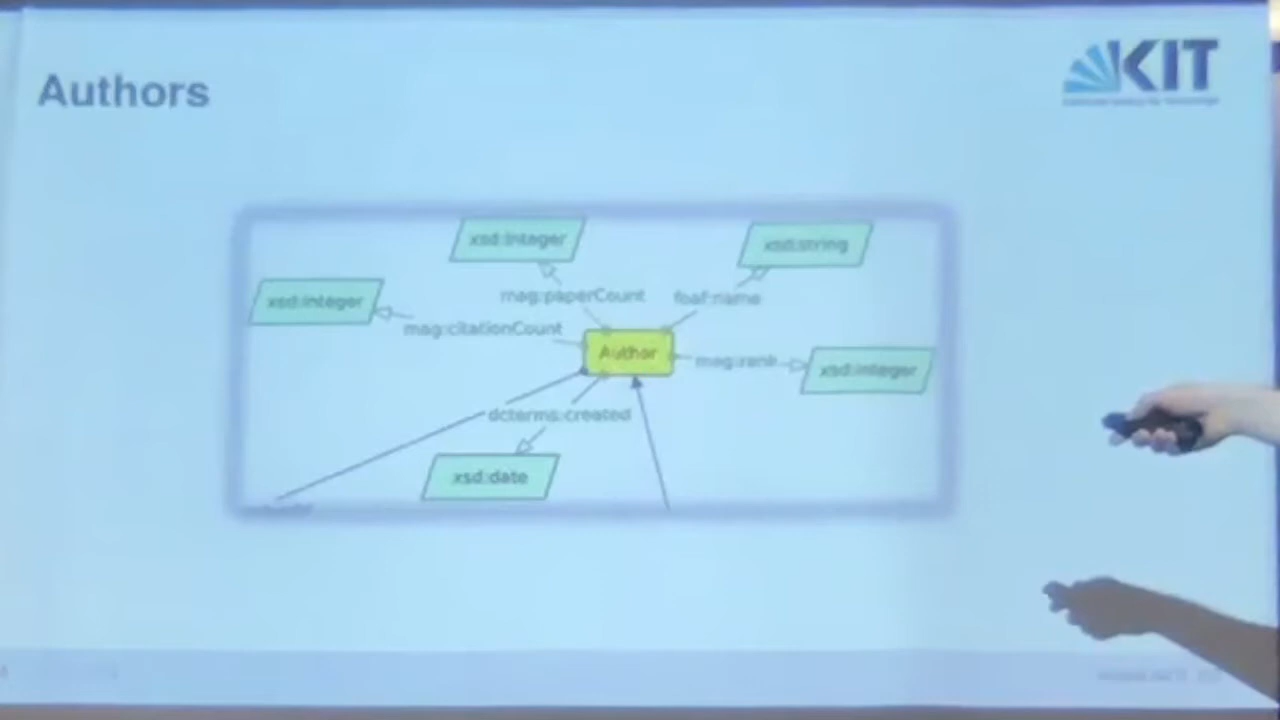 Authors
KIT
xsd:integer
xsd:string
xsd:integer
mag:paperCount
foaf:name
mag:citationCount
Author
mag:rank
xsd:integer
dcterms:created
xsd:date